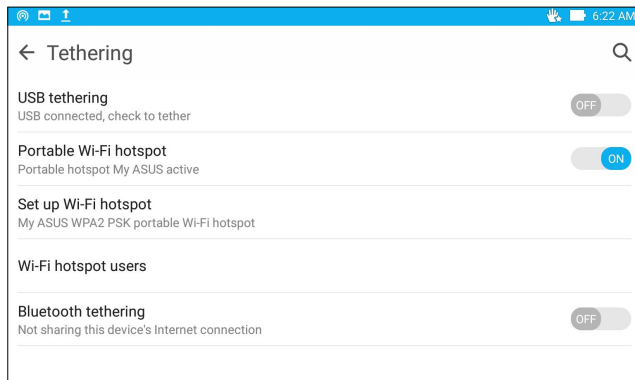 6:22 AM
Tethering
USB tethering
USB connected, check to tether
OFF
Portable Wi-Fi hotspot
Portable hotspot My ASUS active
ON
Set up Wi-Fi hotspot
My ASUS WPA2 PSK portable Wi-Fi hotspot
Wi-Fi hotspot users
Bluetooth tethering
Not sharing this device's Internet connection
OFF